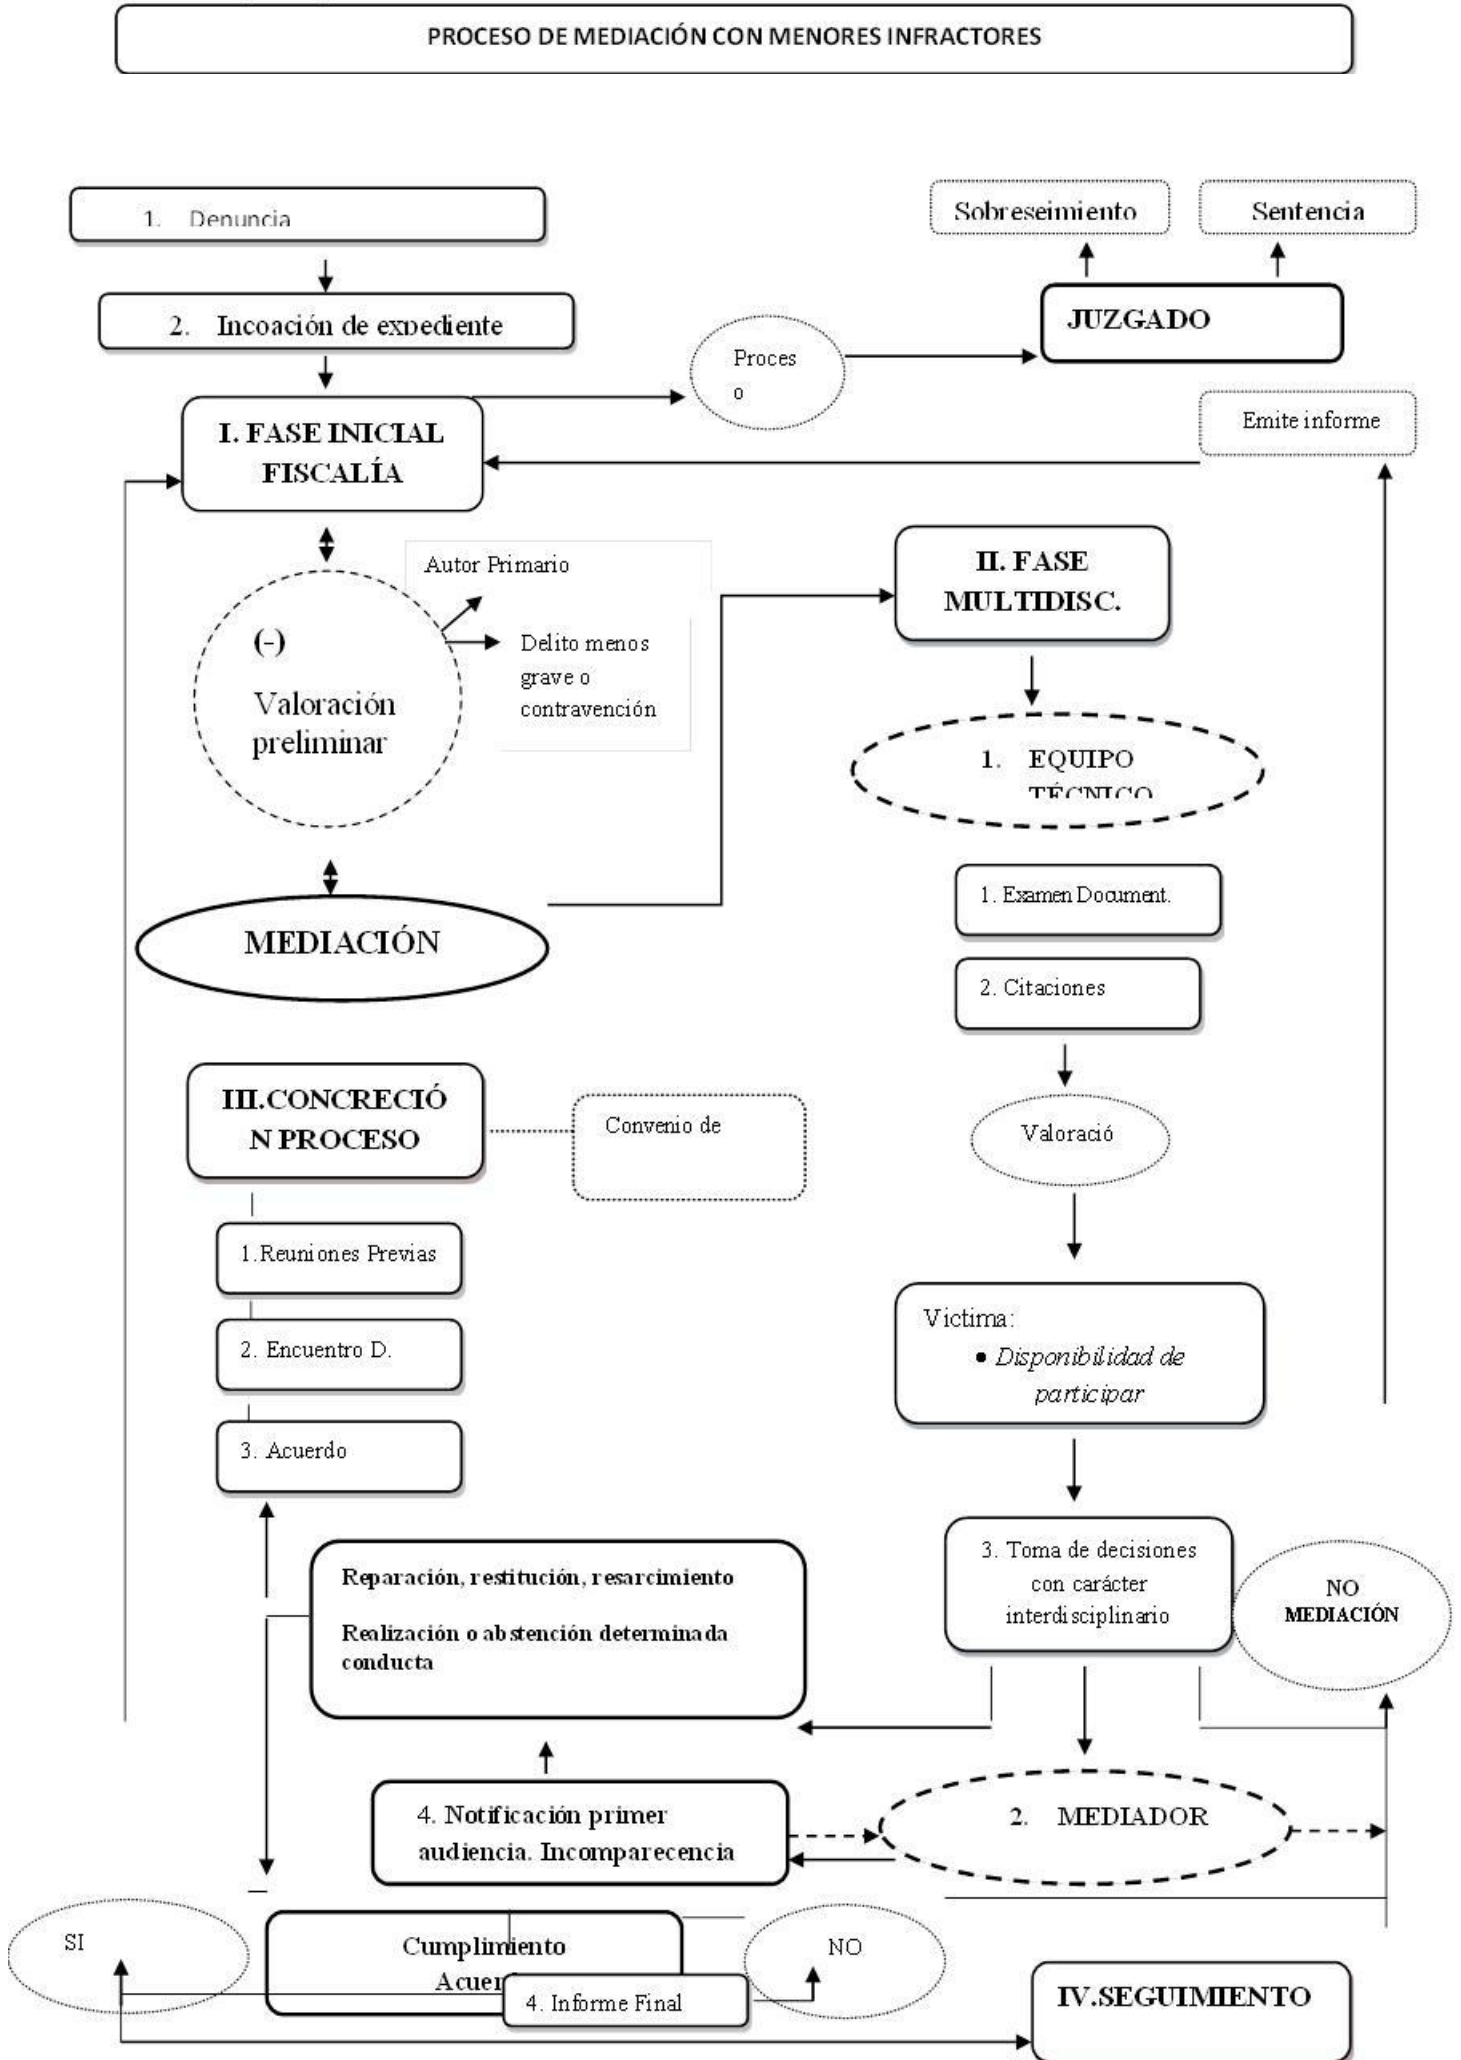 PROCESO DE MEDIACIÓN CON MENORES INFRACTORES
1. Denuncia
Sobreseimiento
Sentencia
2. Incoación de expediente
JUZGADO
Proces
o
I. FASE INICIAL
FISCALÍA
Emite informe
Autor Primario
(-)
Valoración
preliminar
Delito menos
grave o
contravención
II. FASE
MULTIDISC.
1. EQUIPO
TÉCNICO
MEDIACIÓN
1. Examen Document.
2. Citaciones
III.CONCRECIÓ
N PROCESO
Convenio de
Valoració
1.Reuniones Previas
2. Encuentro D.
3. Acuerdo
Victima:
• Disponibilidad de
participar
Reparación, restitución, resarcimiento
Realización o abstención determinada
conducta
3. Toma de decisiones
con carácter
interdisciplinario
NO
MEDIACIÓN
4. Notificación primer
audiencia. Incomparecencia
2. MEDIADOR
SI
Cumplimiento
Acuer
4. Informe Final
NO
IV.SEGUIMIENTO